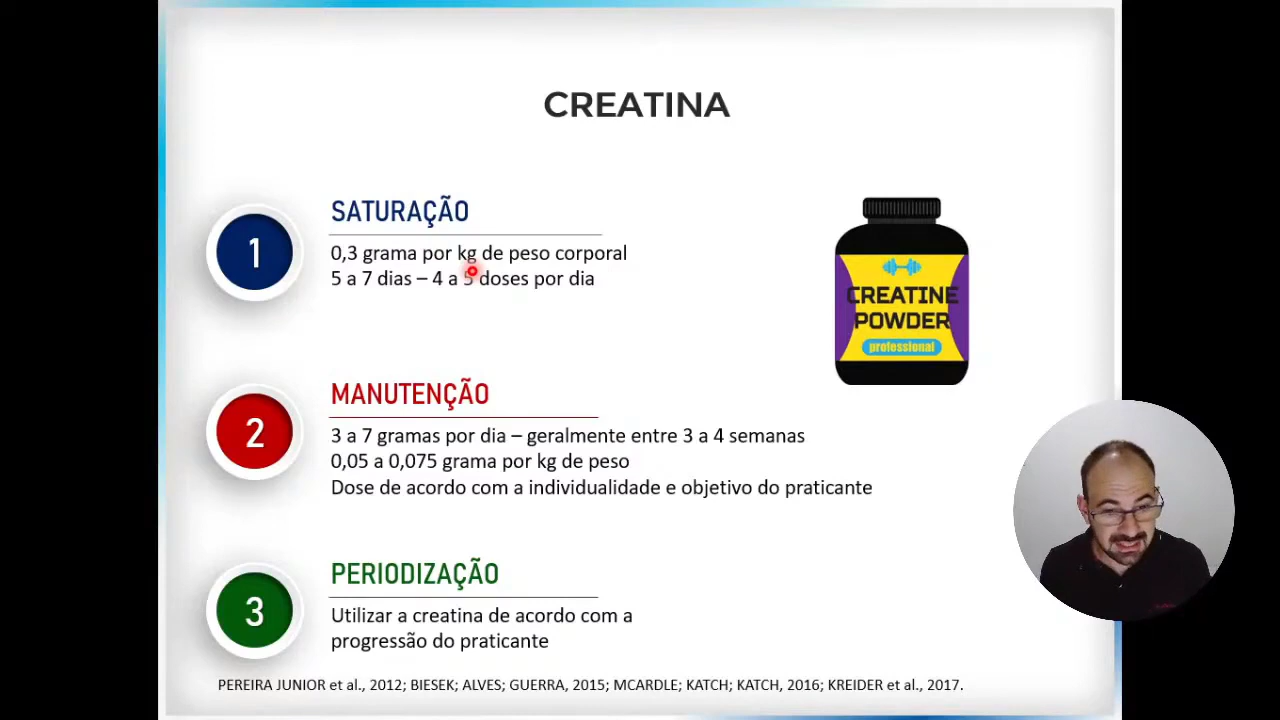 CREATINA
1
SATURAÇÃO
0,3 grama por kg de peso corporal
5 a 7 dias – 4 a 5 doses por dia
CREATINE
POWDER
professional
2
MANUTENÇÃO
3 a 7 gramas por dia – geralmente entre 3 a 4 semanas
0,05 a 0,075 grama por kg de peso
Dose de acordo com a individualidade e objetivo do praticante
3
PERIODIZAÇÃO
Utilizar a creatina de acordo com a
progressão do praticante
PEREIRA JUNIOR et al., 2012; BIESEK; ALVES; GUERRA, 2015; MCARDLE; KATCH; KATCH, 2016; KREIDER et al., 2017.